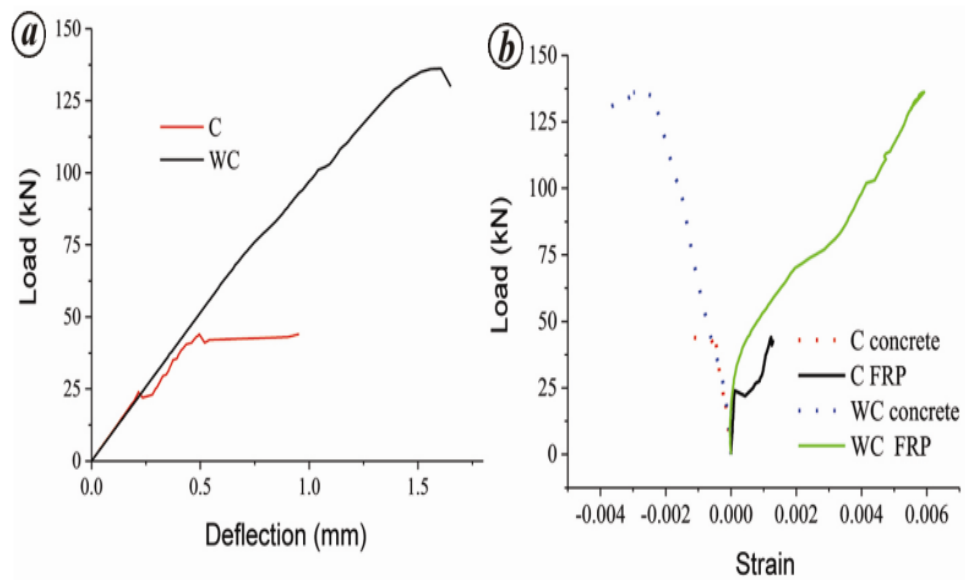 a
150
125
100
75
50
25
0
Load (kN)
C
WC
0.0 0.5 1.0 1.5
Deflection (mm)
b
150
125
100
75
50
25
0
Load (kN)
C concrete
C FRP
WC concrete
WC FRP
-0.004 -0.002 0.000 0.002 0.004 0.006
Strain